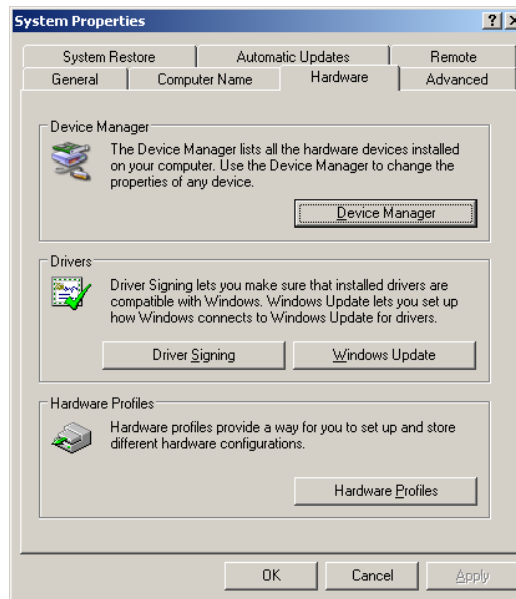 System Properties
System Restore
Automatic Updates
Remote
General
Computer Name
Hardware
Advanced
Device Manager
The Device Manager lists all the hardware devices installed
on your computer. Use the Device Manager to change the
properties of any device.
Device Manager
Drivers
Driver Signing lets you make sure that installed drivers are
compatible with Windows. Windows Update lets you set up
how Windows connects to Windows Update for drivers.
Driver Signing
Windows Update
Hardware Profiles
Hardware profiles provide a way for you to set up and store
different hardware configurations.
Hardware Profiles
OK
Cancel
Apply